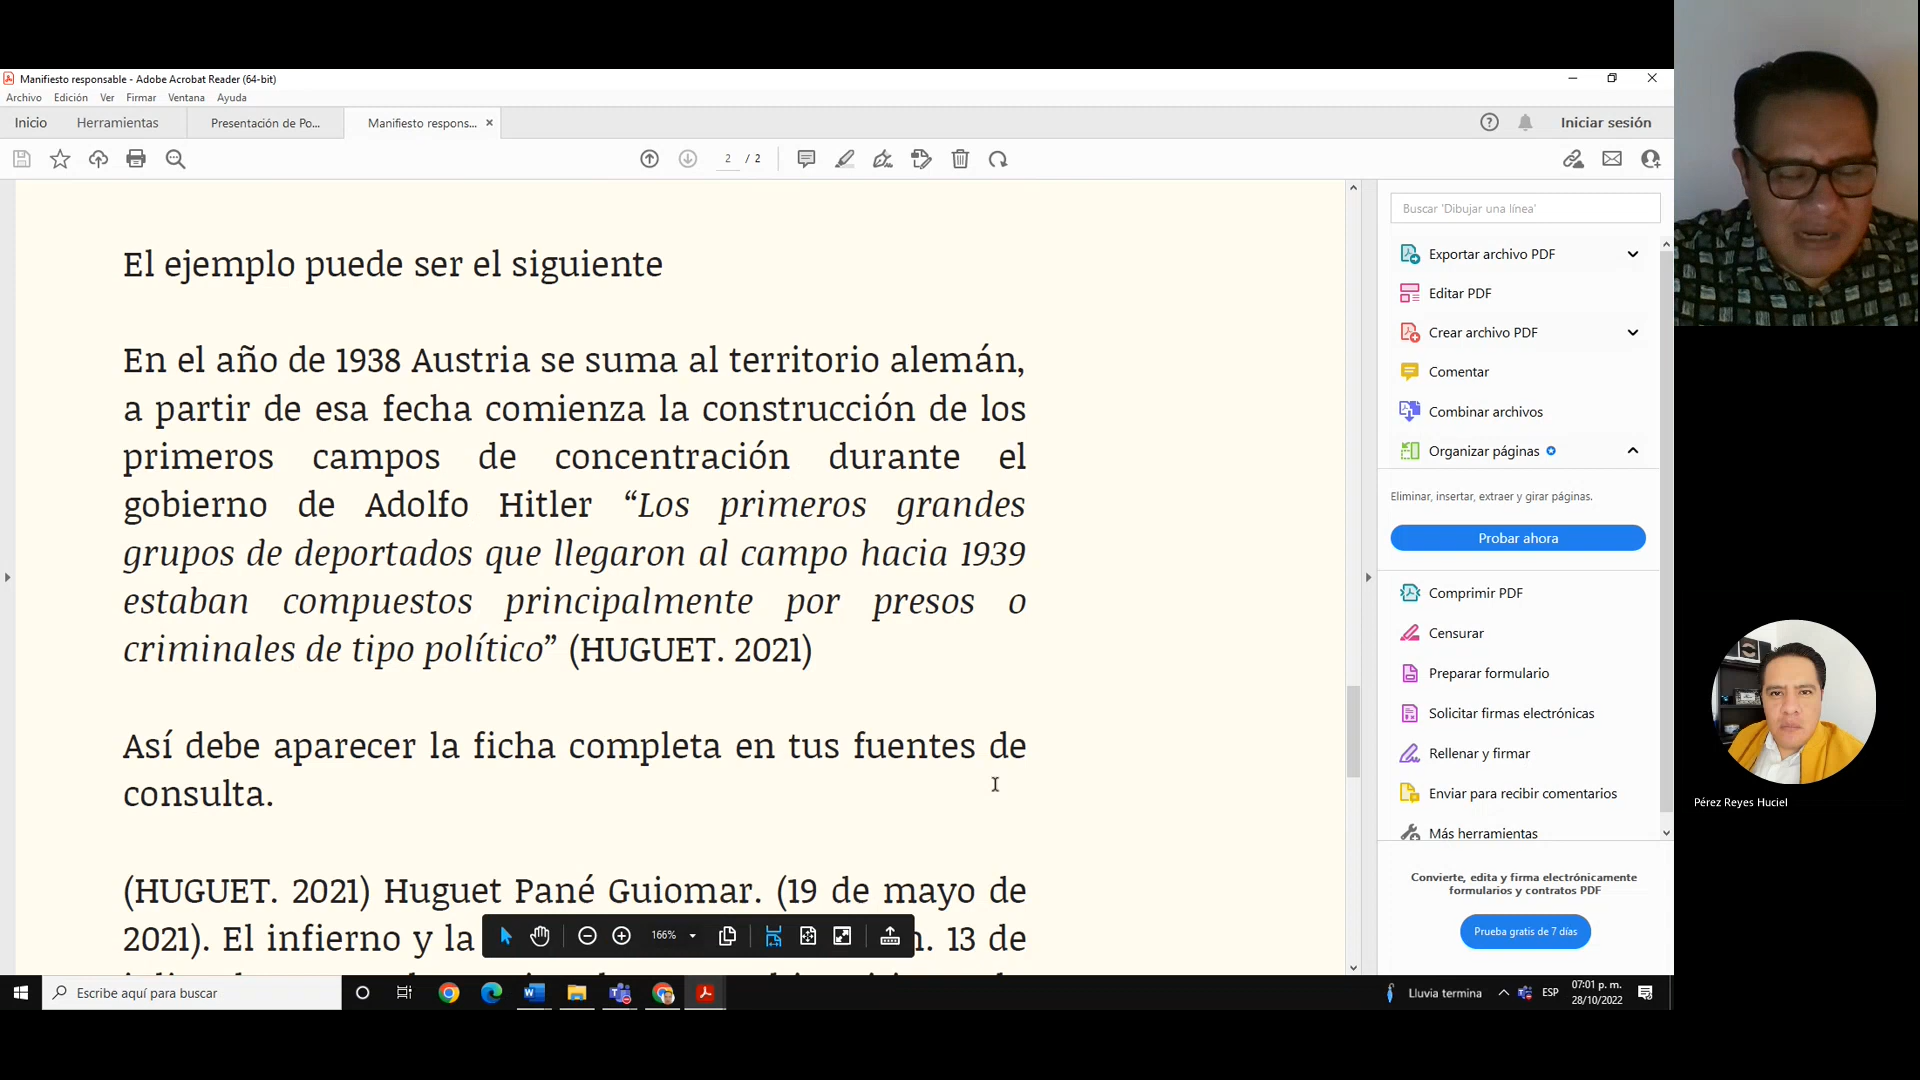 Manifiesto responsable - Adobe Acrobat Reader (64-bit)
Archivo Edición Ver Firmar Ventana Ayuda
Inicio Herramientas Presentación de Po... Manifiesto respons... × Iniciar sesión
2 / 2
El ejemplo puede ser el siguiente
En el año de 1938 Austria se suma al territorio alemán,
a partir de esa fecha comienza la construcción de los
primeros campos de concentración durante el
gobierno de Adolfo Hitler “Los primeros grandes
grupos de deportados que llegaron al campo hacia 1939
estaban compuestos principalmente por presos o
criminales de tipo político” (HUGUET. 2021)
Así debe aparecer la ficha completa en tus fuentes de
consulta.
(HUGUET. 2021) Huguet Pané Guiomar. (19 de mayo de
2021). El infierno y la
13 de
166%
Buscar 'Dibujar una línea'
Exportar archivo PDF
Editar PDF
Crear archivo PDF
Comentar
Combinar archivos
Organizar páginas
Eliminar, insertar, extraer y girar páginas.
Probar ahora
Comprimir PDF
Censurar
Preparar formulario
Solicitar firmas electrónicas
Rellenar y firmar
Enviar para recibir comentarios
Más herramientas
Convierte, edita y firma electrónicamente
formularios y contratos PDF
Prueba gratis de 7 días
Pérez Reyes Huciel
Escribe aquí para buscar
Lluvia termina
ESP
07:01 p. m.
28/10/2022